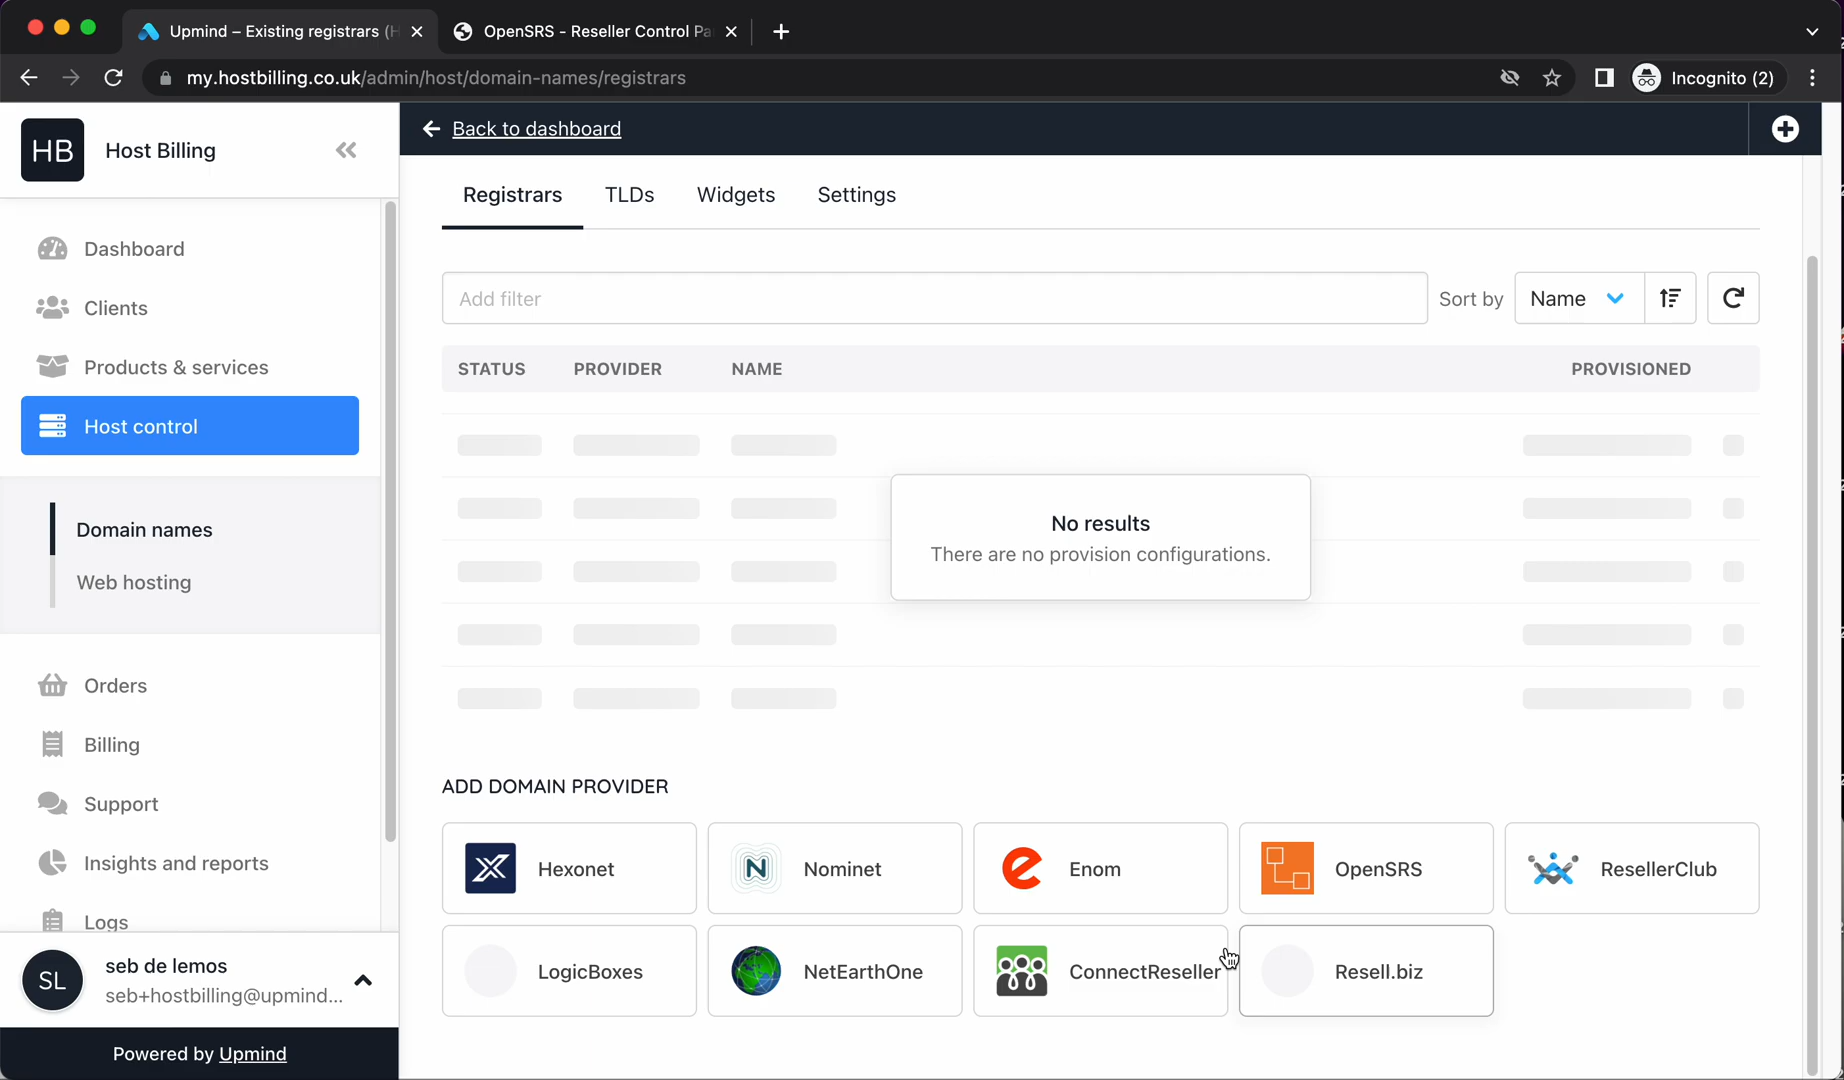 Upmind – Existing registrars (H
OpenSRS - Reseller Control Pa
my.hostbilling.co.uk/admin/host/domain-names/registrars
Incognito (2)
HB
Host Billing
Back to dashboard
Registrars
TLDs
Widgets
Settings
Dashboard
Clients
Products & services
Host control
Domain names
Web hosting
Orders
Billing
Support
Insights and reports
Logs
SL
seb de lemos
seb+hostbilling@upmind...
Powered by Upmind
Add filter
Sort by
Name
STATUS
PROVIDER
NAME
PROVISIONED
No results
There are no provision configurations.
ADD DOMAIN PROVIDER
Hexonet
N
Nominet
e
Enom
OpenSRS
ResellerClub
LogicBoxes
NetEarthOne
ConnectReseller
Resell.biz